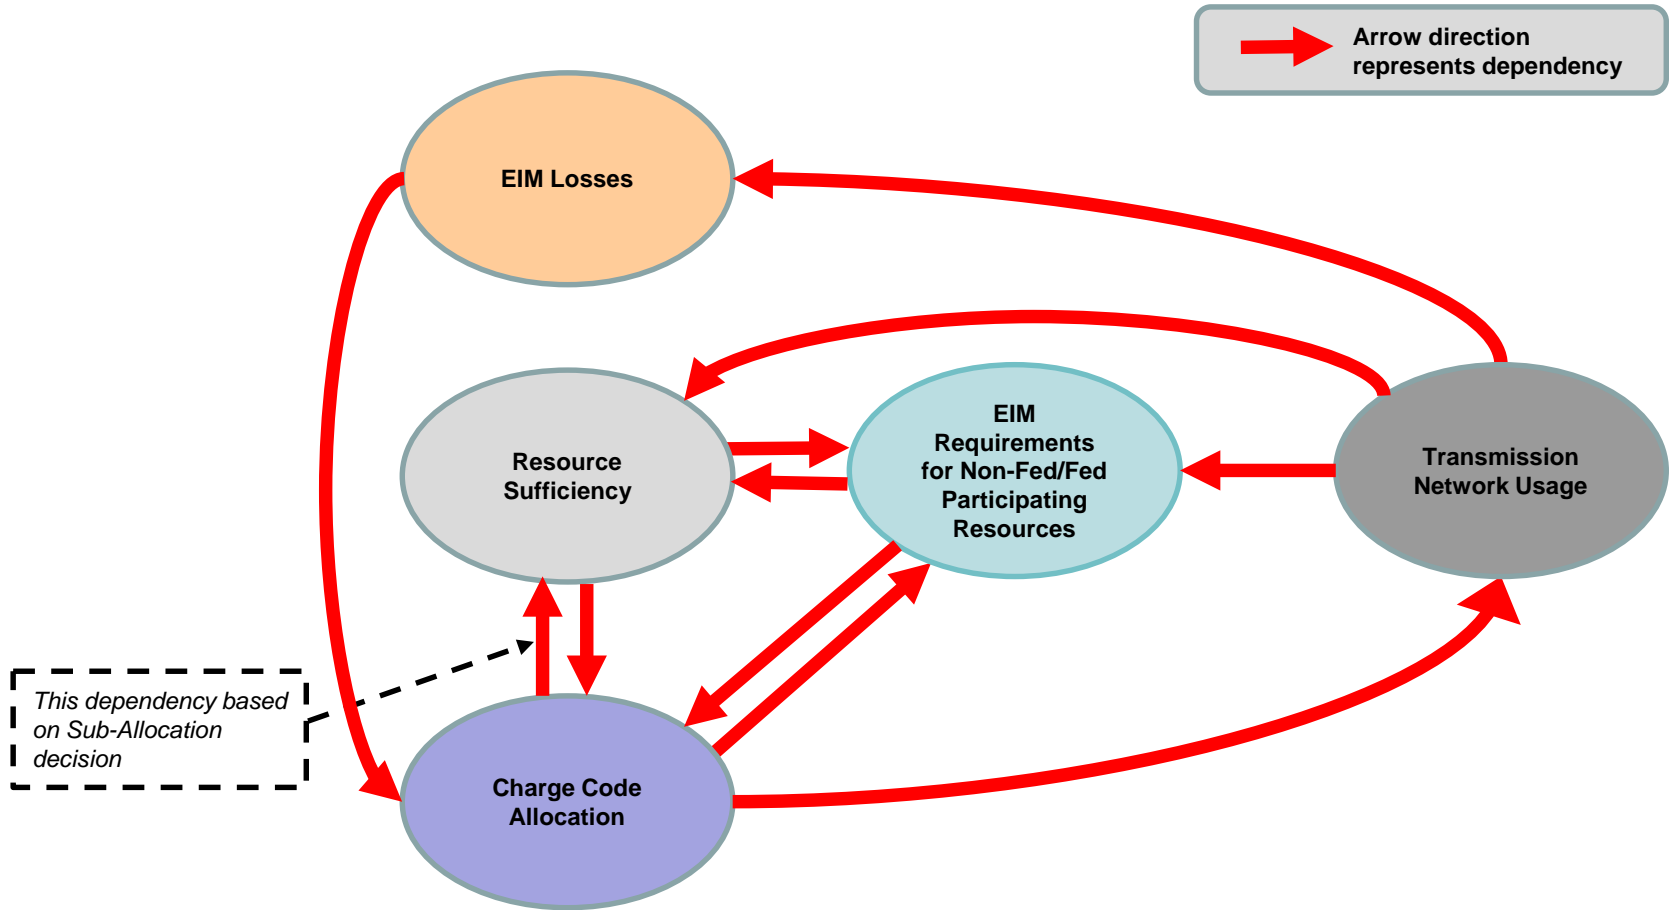 Arrow direction
represents dependency
EIM Losses
EIM
Requirements
for Non-Fed/Fed
Participating
Resources
Resource
Sufficiency
Transmission
Network Usage
This dependency based
on Sub-Allocation
decision
Charge Code
Allocation